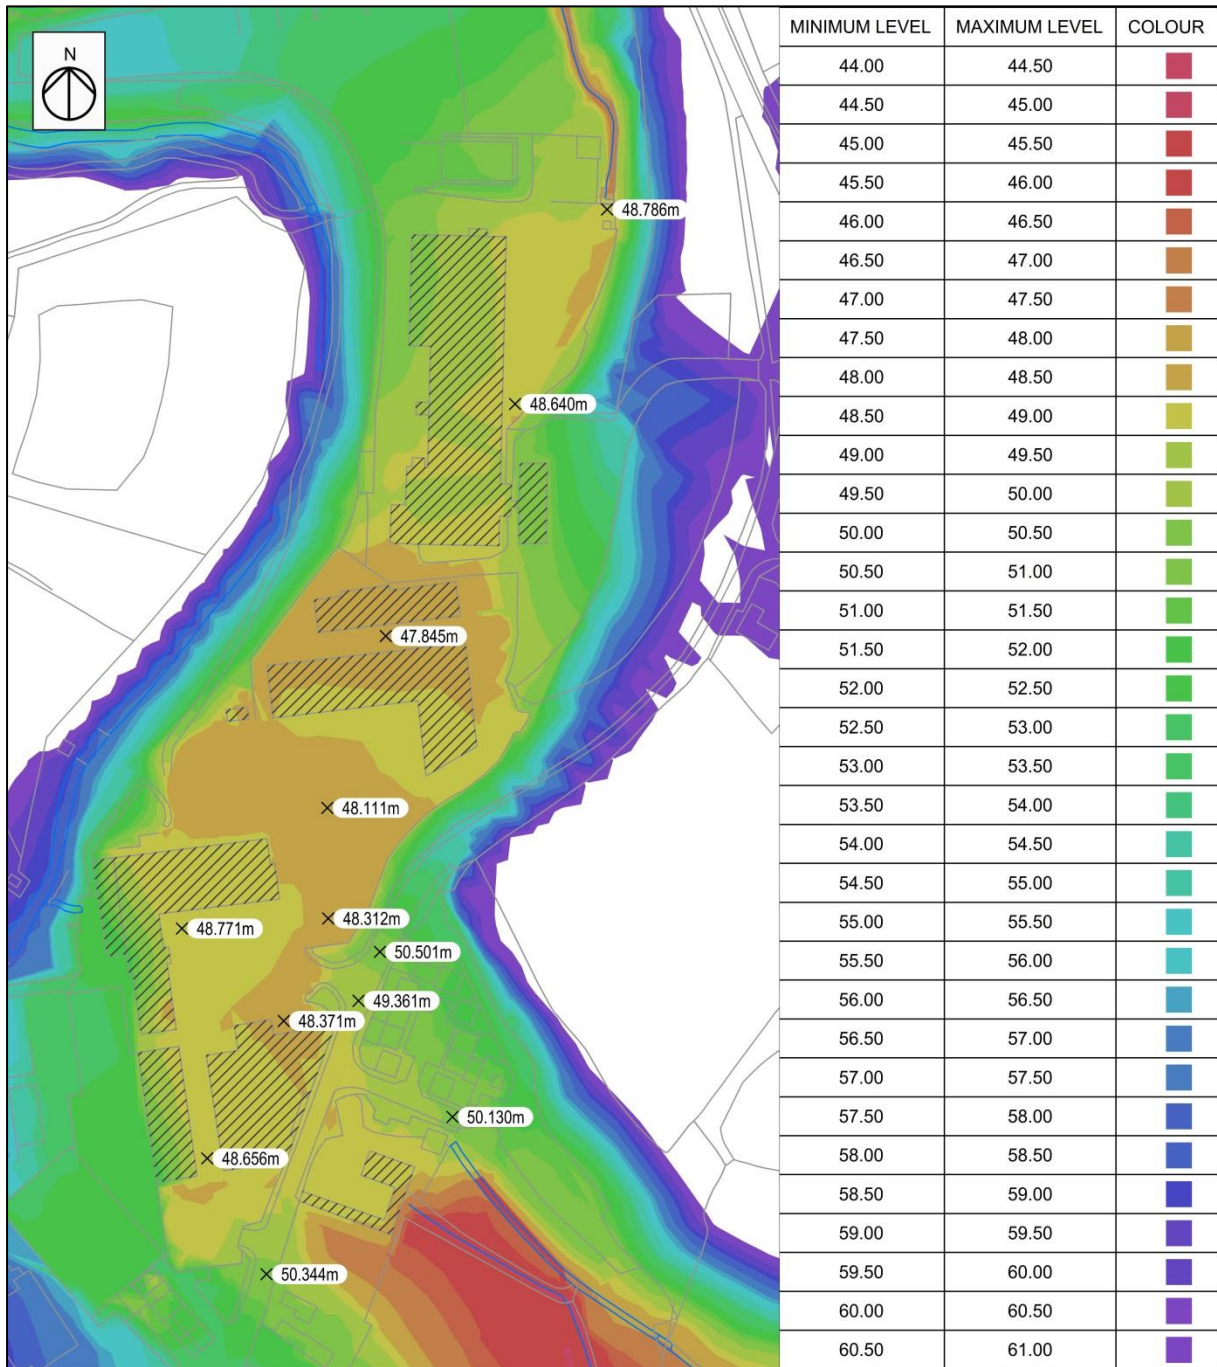 N
48.786m
48.640m
47.845m
48.111m
48.312m
48.771m
50.501m
49.361m
48.371m
50.130m
48.656m
50.344m
MINIMUM LEVEL MAXIMUM LEVEL COLOUR
44.00 44.50
44.50 45.00
45.00 45.50
45.50 46.00
46.00 46.50
46.50 47.00
47.00 47.50
47.50 48.00
48.00 48.50
48.50 49.00
49.00 49.50
49.50 50.00
50.00 50.50
50.50 51.00
51.00 51.50
51.50 52.00
52.00 52.50
52.50 53.00
53.00 53.50
53.50 54.00
54.00 54.50
54.50 55.00
55.00 55.50
55.50 56.00
56.00 56.50
56.50 57.00
57.00 57.50
57.50 58.00
58.00 58.50
58.50 59.00
59.00 59.50
59.50 60.00
60.00 60.50
60.50 61.00